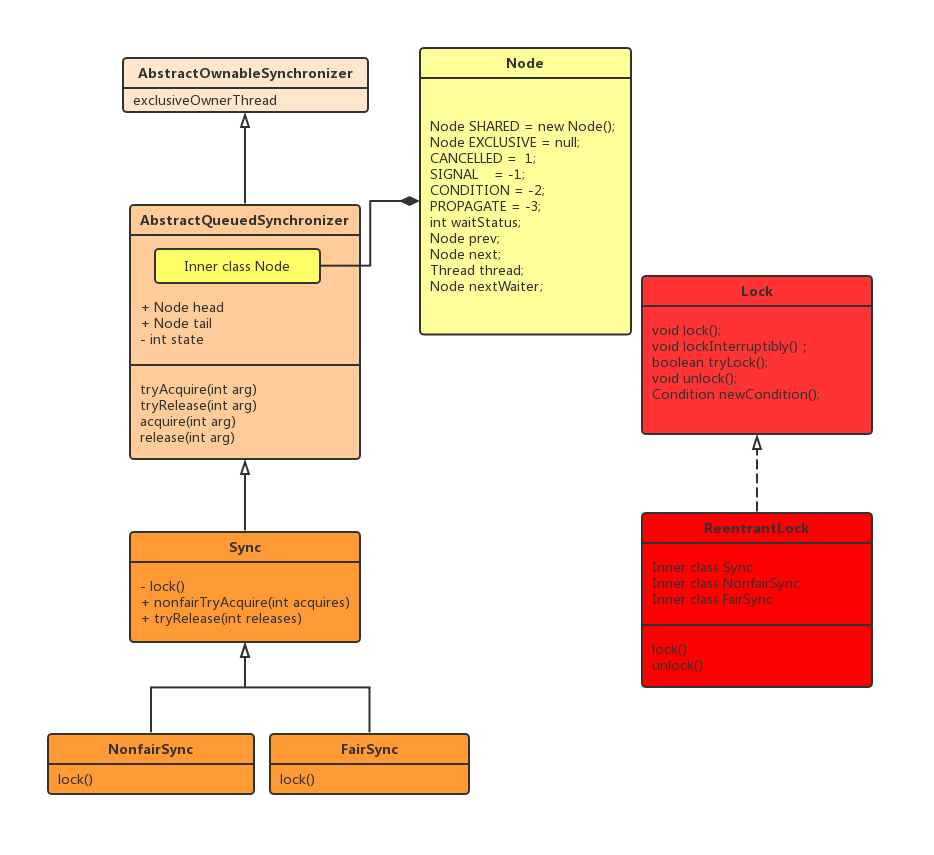 AbstractOwnableSynchronizer
exclusiveOwnerThread
Node
Node SHARED = new Node();
Node EXCLUSIVE = null;
CANCELLED =  1;
SIGNAL    = -1;
CONDITION = -2;
PROPAGATE = -3;
int waitStatus;
Node prev;
Node next;
Thread thread;
Node nextWaiter;
AbstractQueuedSynchronizer
Inner class Node
+ Node head
+ Node tail
- int state
tryAcquire(int arg)
tryRelease(int arg)
acquire(int arg)
release(int arg)
Lock
void lock();
void lockInterruptibly() ;
boolean tryLock();
void unlock();
Condition newCondition();
Sync
- lock()
+ nonfairTryAcquire(int acquires)
+ tryRelease(int releases)
ReentrantLock
Inner class Sync
Inner class NonfairSync
Inner class FairSync
lock()
unlock()
NonfairSync
lock()
FairSync
lock()